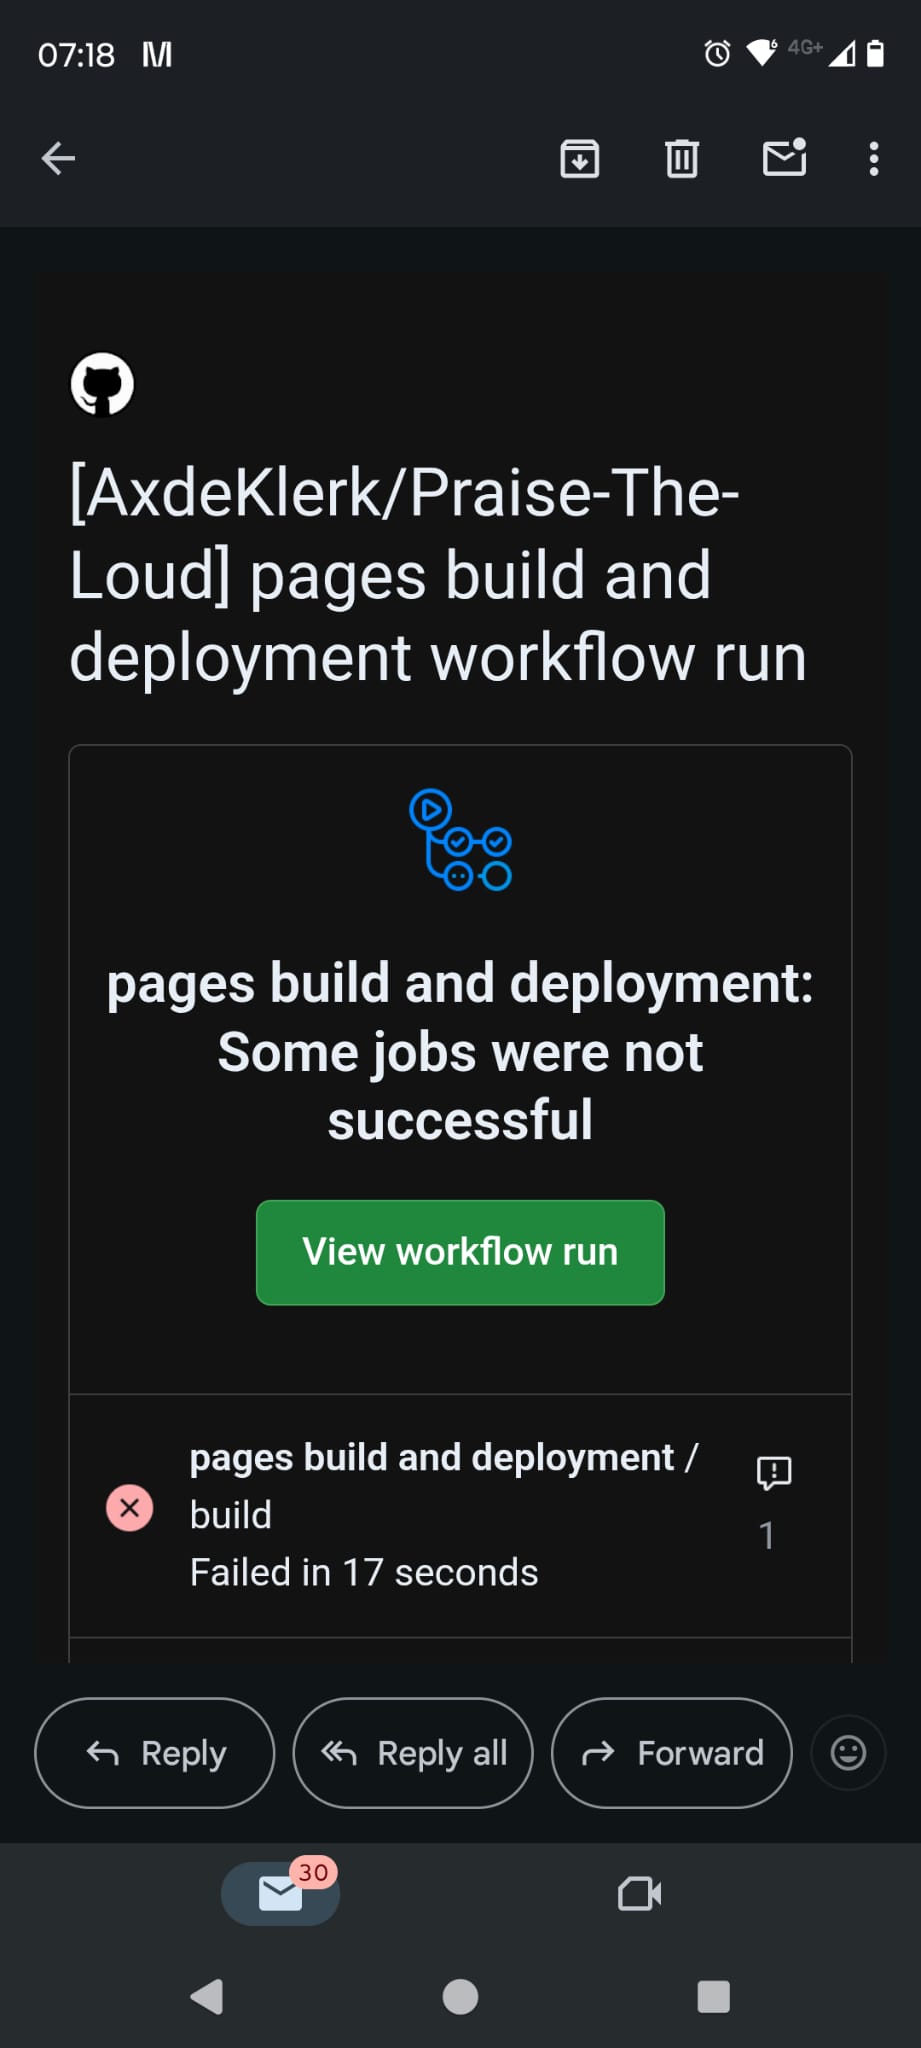 07:18 M 4G+
[AxdeKlerk/Praise-The-
Loud] pages build and
deployment workflow run
pages build and deployment:
Some jobs were not
successful
View workflow run
pages build and deployment /
build
Failed in 17 seconds
1
Reply Reply all Forward
30